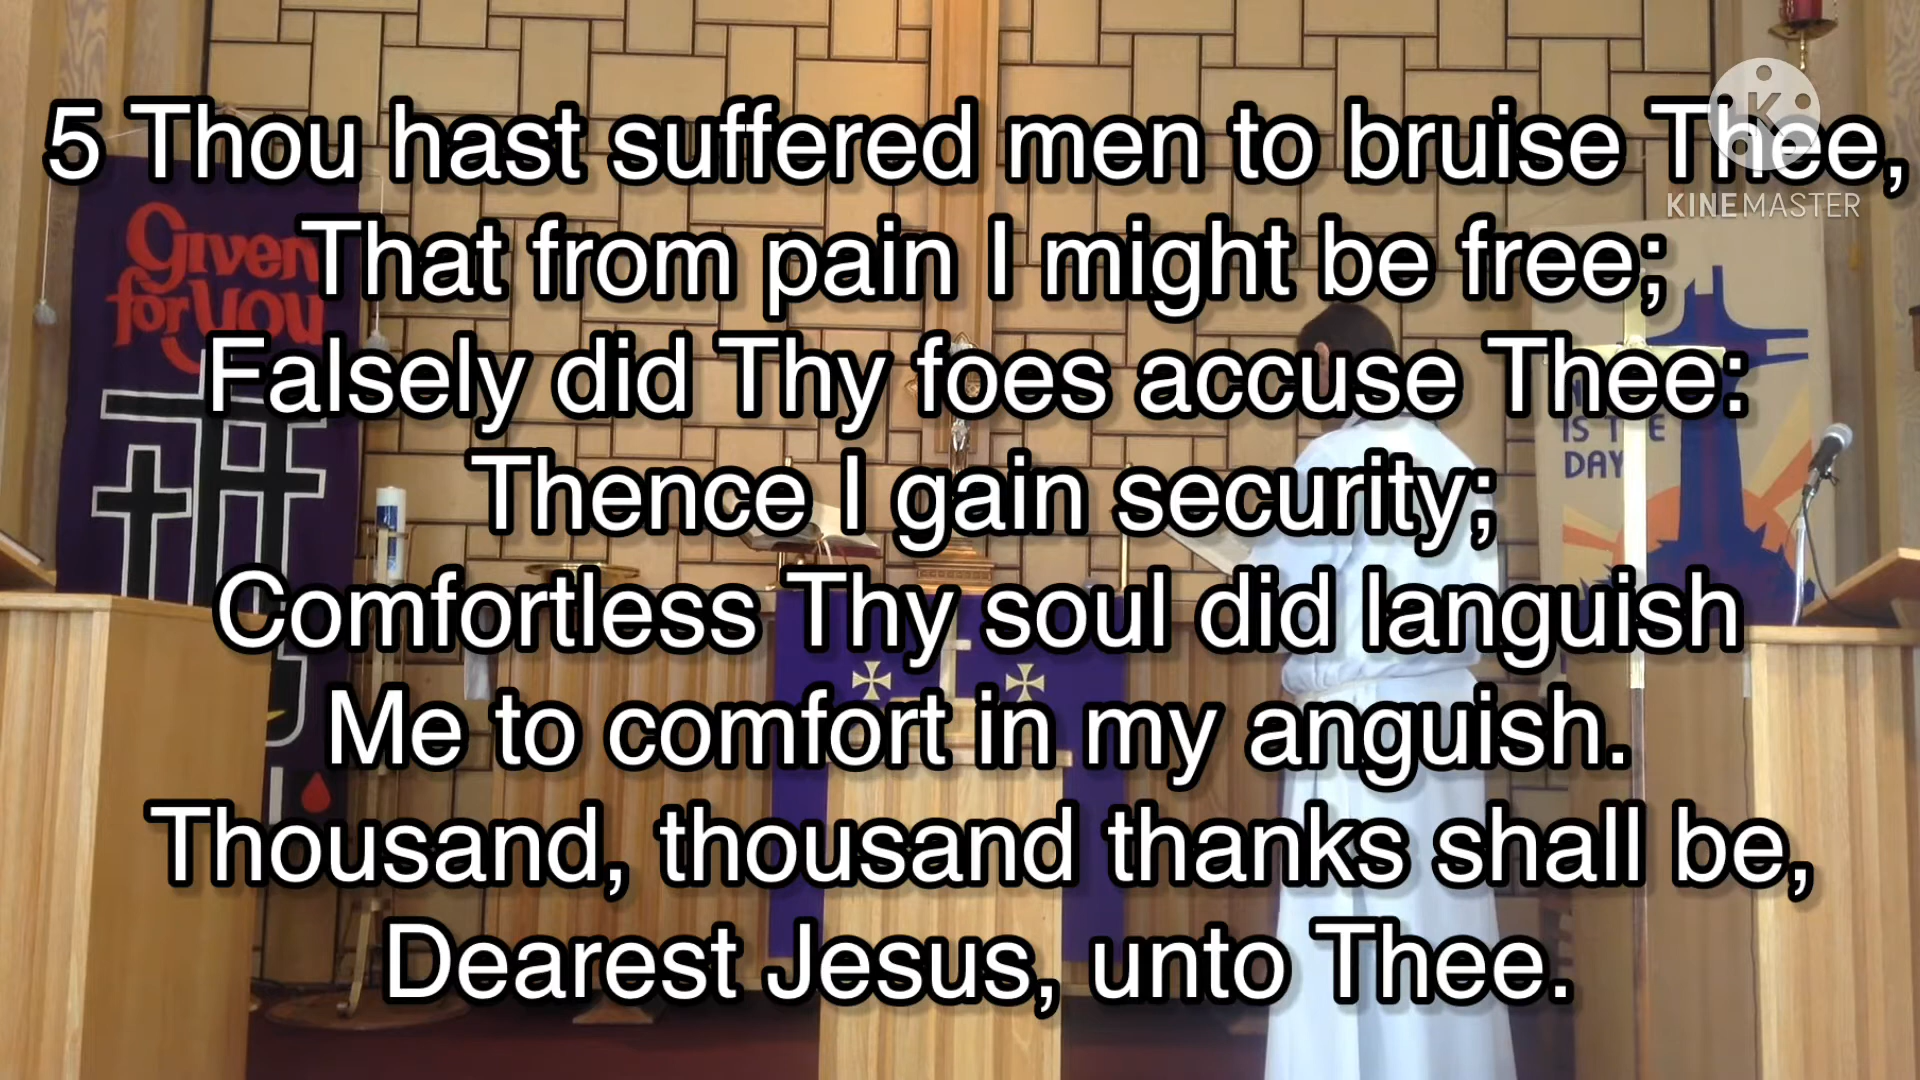 5 Thou hast suffered men to bruise Thee,
That from pain I might be free;
Falsely did Thy foes accuse Thee:
Thence I gain security;
Comfortless Thy soul did languish
Me to comfort in my anguish.
Thousand, thousand thanks shall be,
Dearest Jesus, unto Thee.
KINEMASTER
Given
for you
IS THE
DAY